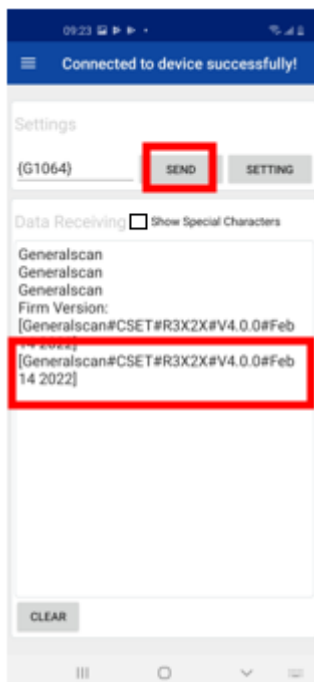 09:23
Connected to device successfully!
Settings
{G1064} SEND SETTING
Data Receiving Show Special Characters
Generalscan
Generalscan
Generalscan
Firm Version:
[Generalscan#CSET#R3X2X#V4.0.0#Feb
14 2022]
[Generalscan#CSET#R3X2X#V4.0.0#Feb
14 2022]
CLEAR